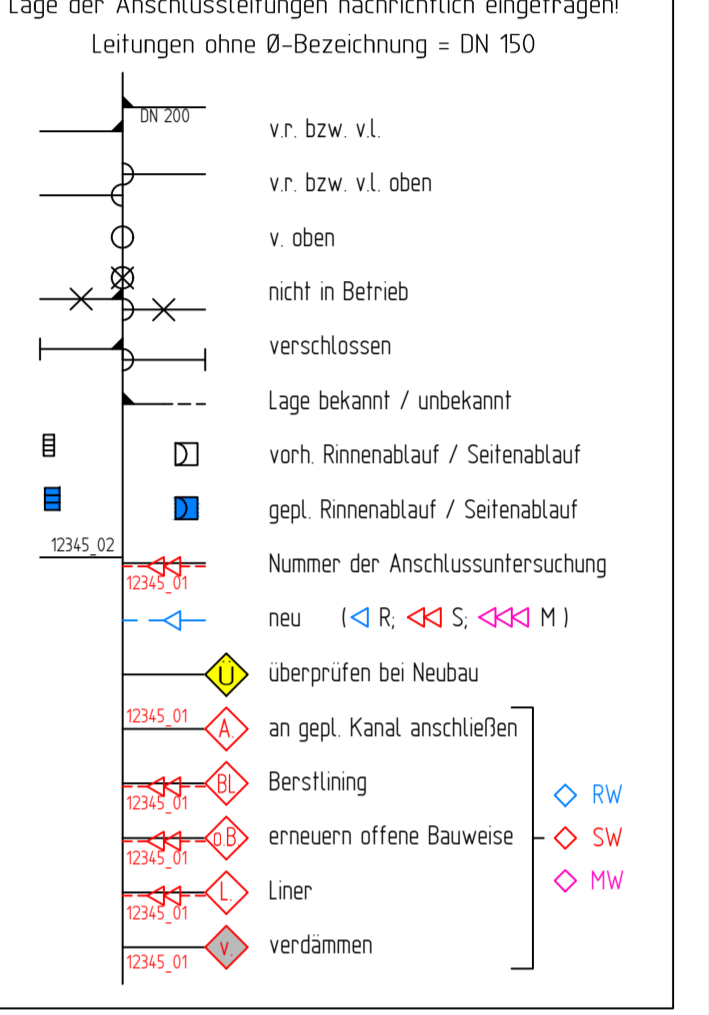 Lage der Anschlussleitungen nachrichtlich eingetragen!
Leitungen ohne Ø-Bezeichnung = DN 150
DN 200
v.r. bzw. v.l.
v.r. bzw. v.l. oben
v. oben
nicht in Betrieb
verschlossen
Lage bekannt / unbekannt
vorh. Rinnenablauf / Seitenablauf
gepl. Rinnenablauf / Seitenablauf
12345_02
12345_01
Nummer der Anschlussuntersuchung
neu ( R; S; M )
Ü überprüfen bei Neubau
12345_01
A. an gepl. Kanal anschließen
BL Berstlining
12345_01
RW
o.B. erneuern offene Bauweise
SW
12345_01
MW
L. Liner
12345_01
v. verdämmen
12345_01